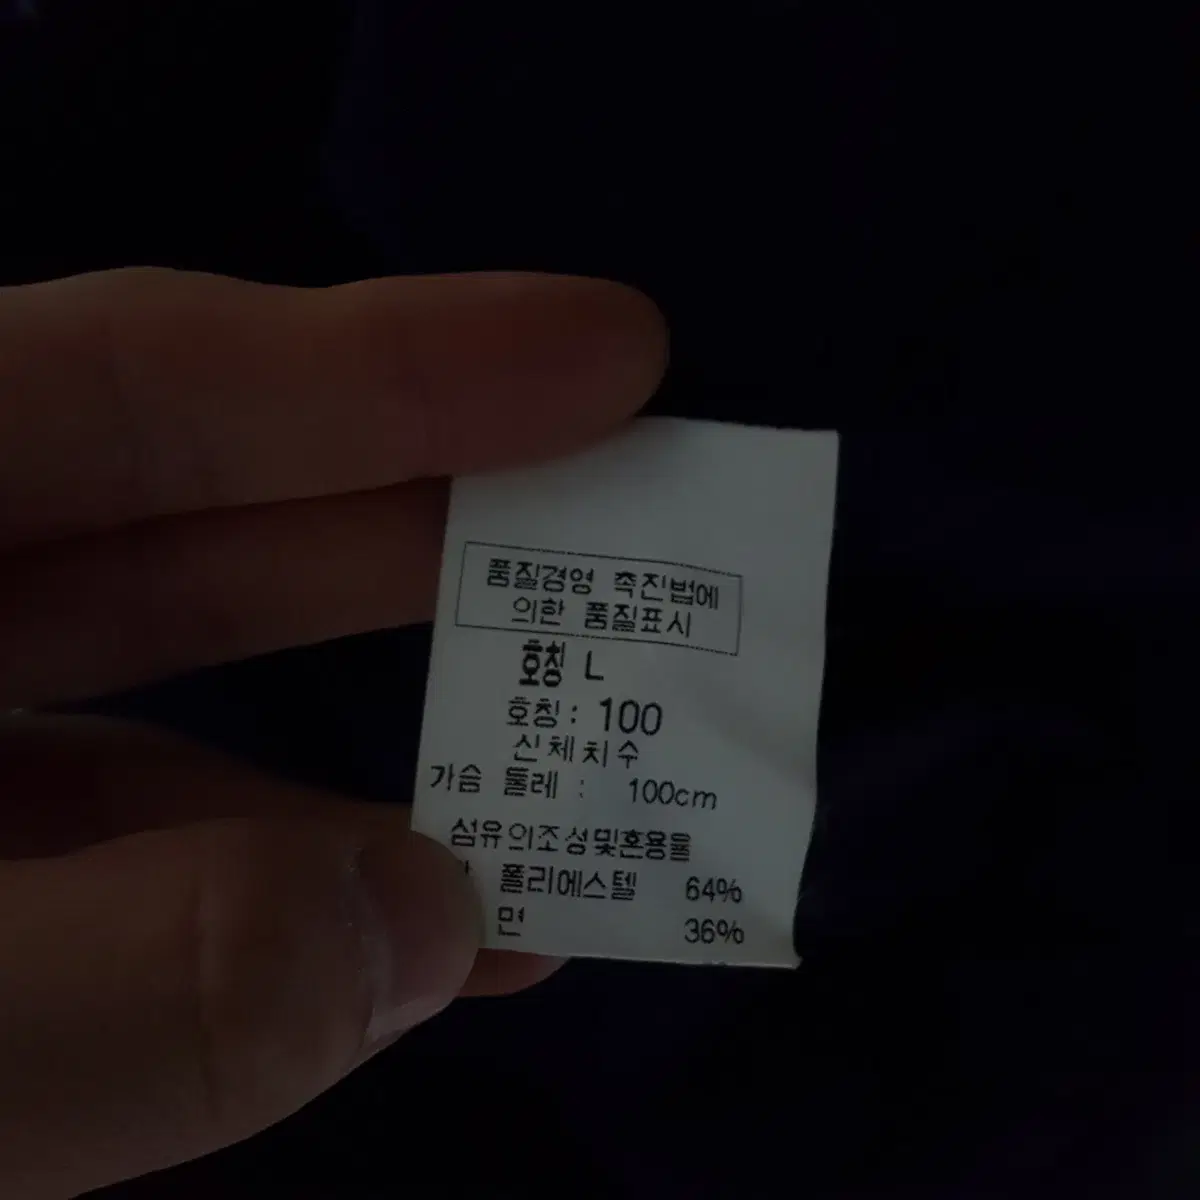 품질경영 촉진법에
의한 품질표시
호칭 L
호칭: 100
신체치수
가슴 둘레 : 100cm
섬유의조성및혼용율
폴리에스텔 64%
면 36%